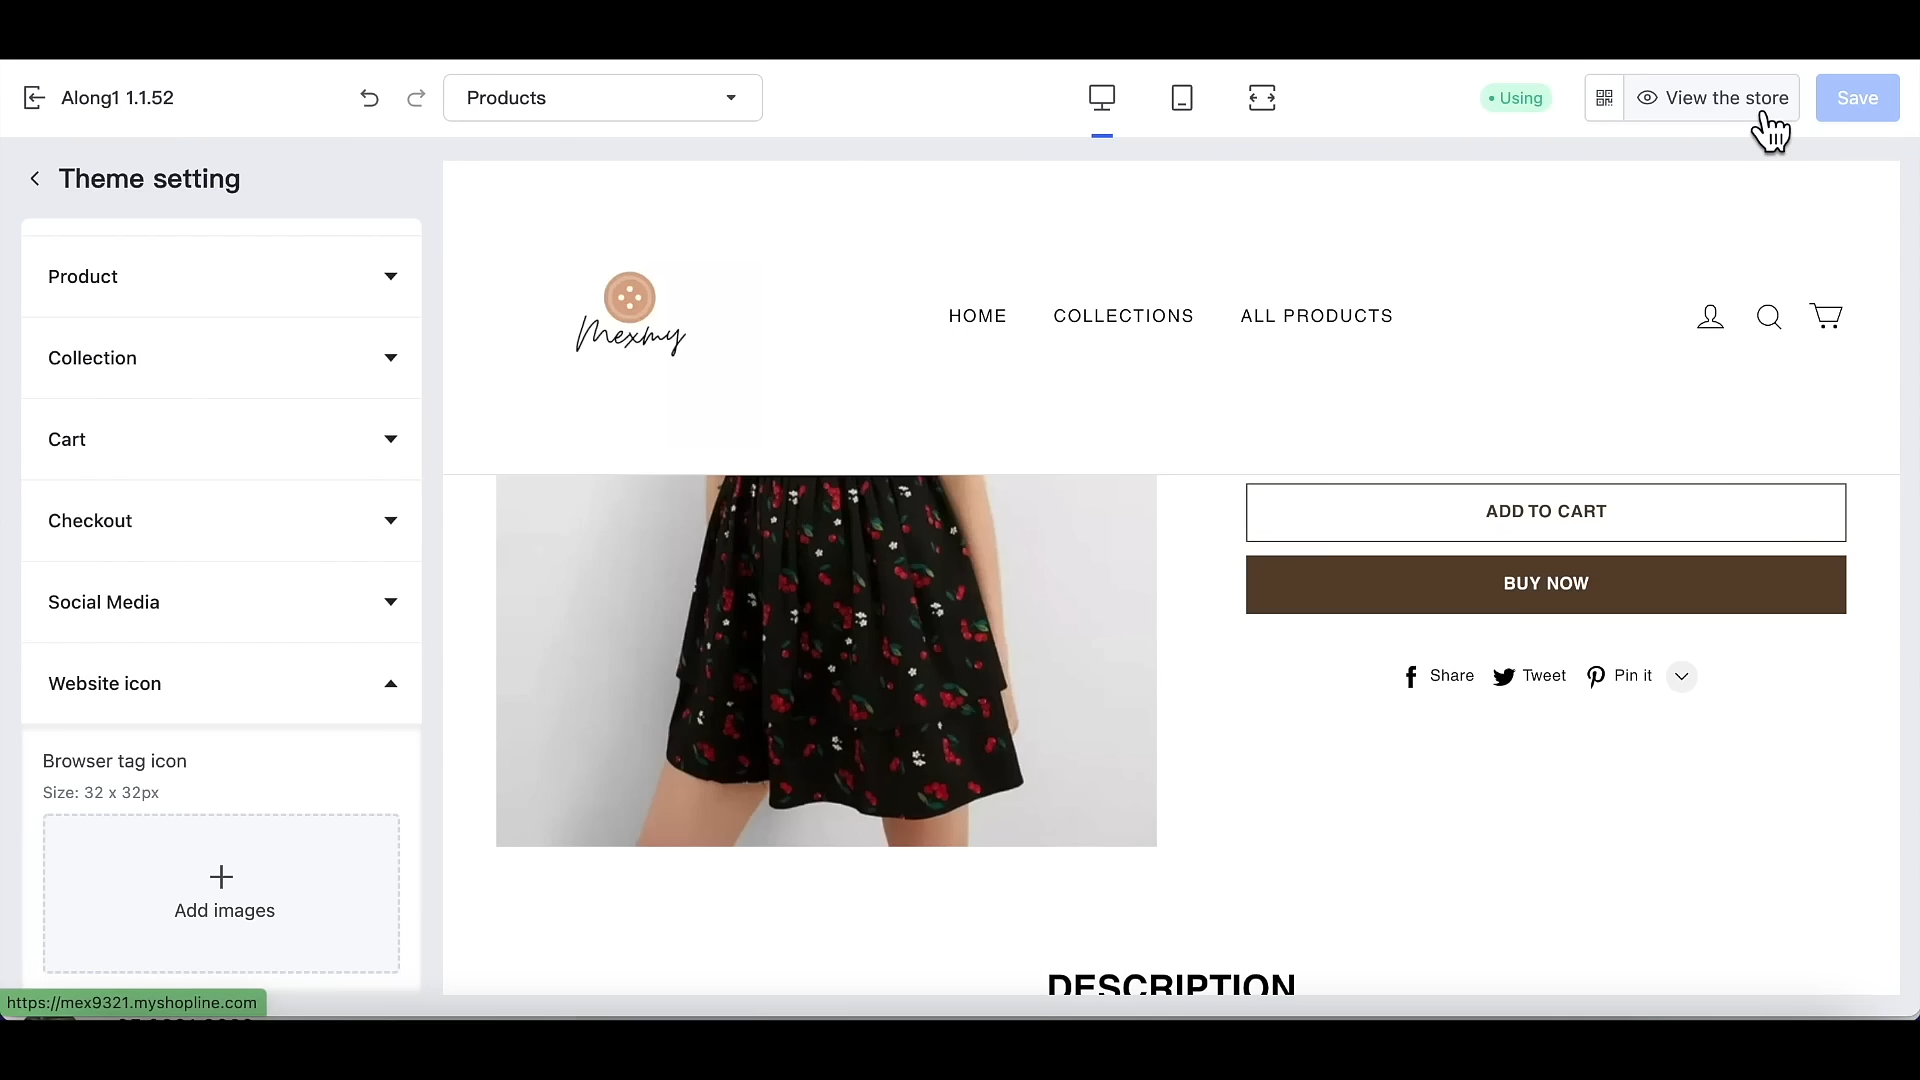 Along1 1.1.52
Products
• Using
View the store
Save
Theme setting
Product
Collection
Cart
Checkout
Social Media
Website icon
Browser tag icon
Size: 32 x 32px
Add images
https://mex9321.myshopline.com
Mexmy
HOME
COLLECTIONS
ALL PRODUCTS
ADD TO CART
BUY NOW
Share
Tweet
Pin it
DESCRIPTION